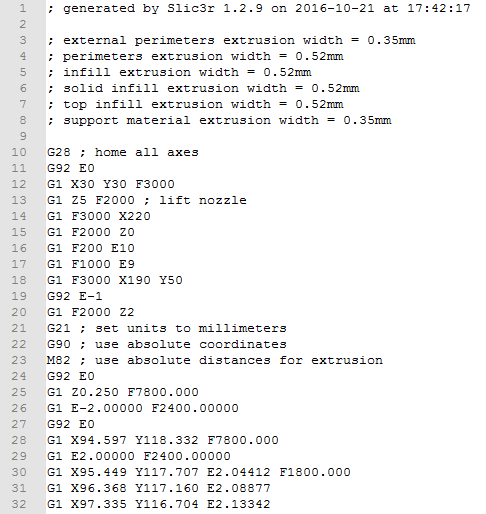 1 ; generated by Slic3r 1.2.9 on 2016-10-21 at 17:42:17
2
3 ; external perimeters extrusion width = 0.35mm
4 ; perimeters extrusion width = 0.52mm
5 ; infill extrusion width = 0.52mm
6 ; solid infill extrusion width = 0.52mm
7 ; top infill extrusion width = 0.52mm
8 ; support material extrusion width = 0.35mm
9
10 G28 ; home all axes
11 G92 E0
12 G1 X30 Y30 F3000
13 G1 Z5 F2000 ; lift nozzle
14 G1 F3000 X220
15 G1 F2000 Z0
16 G1 F200 E10
17 G1 F1000 E9
18 G1 F3000 X190 Y50
19 G92 E-1
20 G1 F2000 Z2
21 G21 ; set units to millimeters
22 G90 ; use absolute coordinates
23 M82 ; use absolute distances for extrusion
24 G92 E0
25 G1 Z0.250 F7800.000
26 G1 E-2.00000 F2400.00000
27 G92 E0
28 G1 X94.597 Y118.332 F7800.000
29 G1 E2.00000 F2400.00000
30 G1 X95.449 Y117.707 E2.04412 F1800.000
31 G1 X96.368 Y117.160 E2.08877
32 G1 X97.335 Y116.704 E2.13342